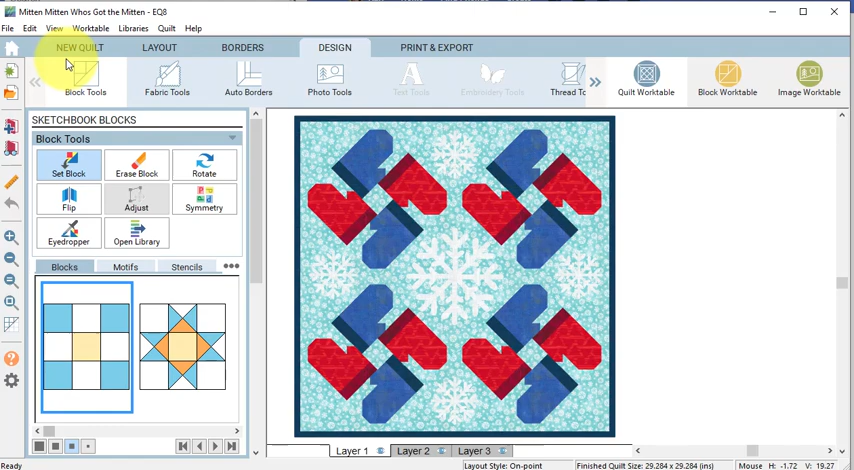 Mitten Mitten Whos Got the Mitten - EQ8
File Edit View Worktable Libraries Quilt Help
NEW QUILT LAYOUT BORDERS DESIGN PRINT & EXPORT
Block Tools Fabric Tools Auto Borders Photo Tools Text Tools Embroidery Tools Thread To Quilt Worktable Block Worktable Image Worktable
SKETCHBOOK BLOCKS
Block Tools
Set Block Erase Block Rotate
Flip Adjust Symmetry
Eyedropper Open Library
Blocks Motifs Stencils
Layer 1 Layer 2 Layer 3
Ready Layout Style: On-point Finished Quilt Size: 29.284 x 29.284 (ins) Mouse H: -1.72 V: 19.27